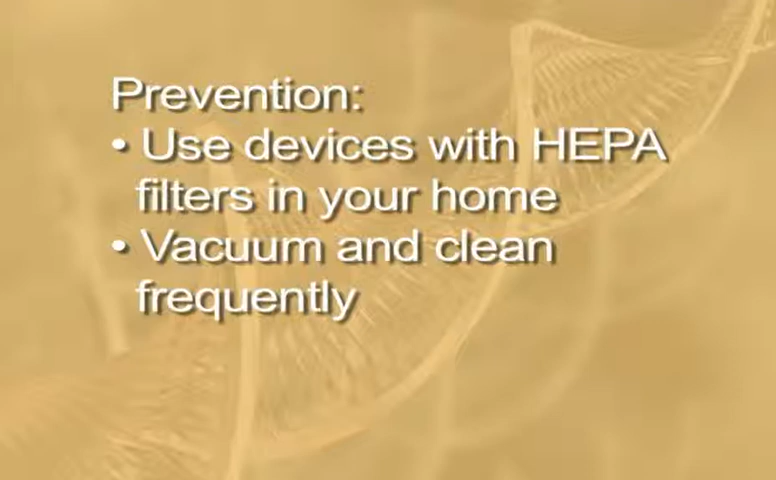 Prevention:
• Use devices with HEPA
filters in your home
• Vacuum and clean
frequently